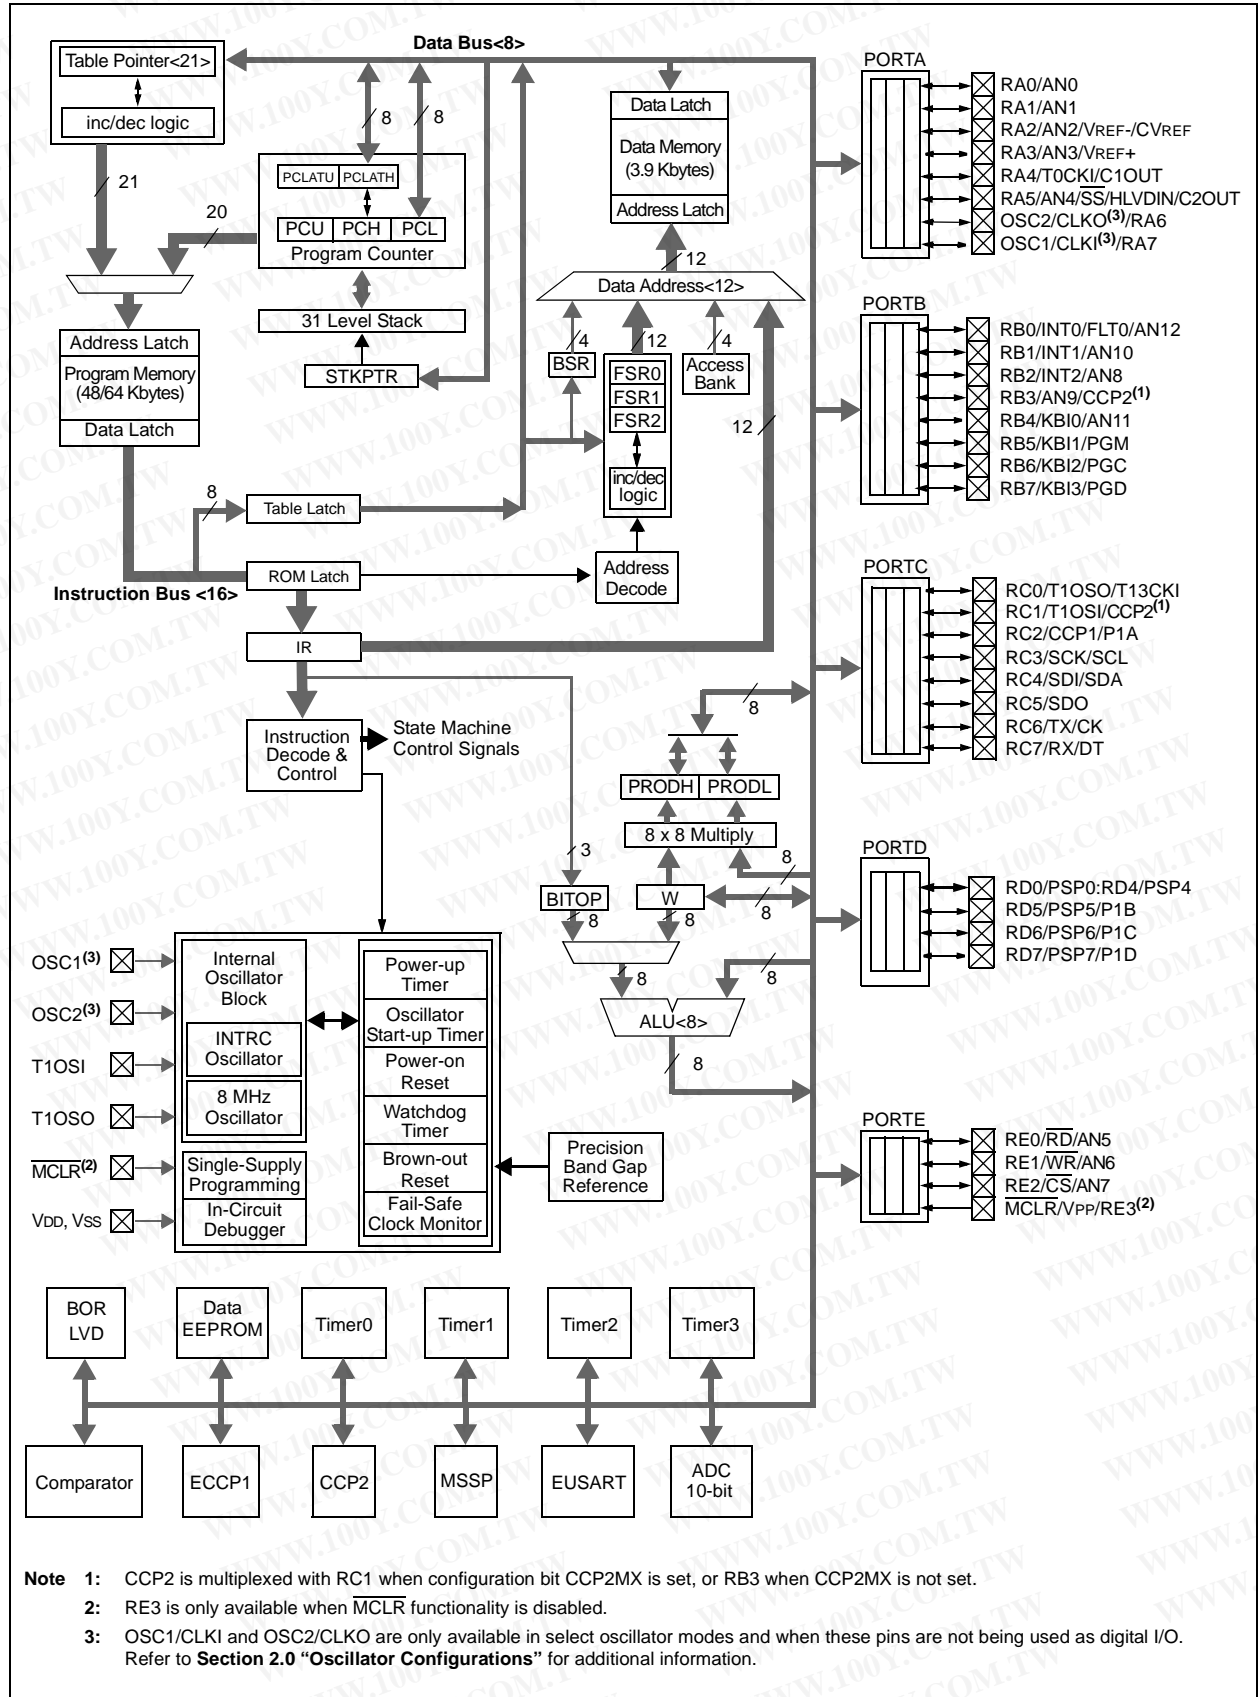 Data Bus<8>
Table Pointer<21>
inc/dec logic
21
20
8
8
PCLATU PCLATH
PCU PCH PCL
Program Counter
31 Level Stack
STKPTR
Address Latch
Program Memory
(48/64 Kbytes)
Data Latch
8
Table Latch
ROM Latch
Instruction Bus <16>
IR
Data Latch
Data Memory
(3.9 Kbytes)
Address Latch
12
Data Address<12>
4
12
4
BSR
FSR0
FSR1
FSR2
inc/dec
logic
Access
Bank
12
Address
Decode
Instruction
Decode &
Control
State Machine
Control Signals
8
PRODH PRODL
8 x 8 Multiply
3
8
BITOP
W
8
8
8
8
8
ALU<8>
8
OSC1(3)
OSC2(3)
T1OSI
T1OSO
MCLR(2)
VDD, VSS
Internal
Oscillator
Block
INTRC
Oscillator
8 MHz
Oscillator
Single-Supply
Programming
In-Circuit
Debugger
Power-up
Timer
Oscillator
Start-up Timer
Power-on
Reset
Watchdog
Timer
Brown-out
Reset
Fail-Safe
Clock Monitor
Precision
Band Gap
Reference
PORTA
RA0/AN0
RA1/AN1
RA2/AN2/VREF-/CVREF
RA3/AN3/VREF+
RA4/T0CKI/C1OUT
RA5/AN4/SS/HLVDIN/C2OUT
OSC2/CLKO(3)/RA6
OSC1/CLKI(3)/RA7
PORTB
RB0/INT0/FLT0/AN12
RB1/INT1/AN10
RB2/INT2/AN8
RB3/AN9/CCP2(1)
RB4/KBI0/AN11
RB5/KBI1/PGM
RB6/KBI2/PGC
RB7/KBI3/PGD
PORTC
RC0/T1OSO/T13CKI
RC1/T1OSI/CCP2(1)
RC2/CCP1/P1A
RC3/SCK/SCL
RC4/SDI/SDA
RC5/SDO
RC6/TX/CK
RC7/RX/DT
PORTD
RD0/PSP0:RD4/PSP4
RD5/PSP5/P1B
RD6/PSP6/P1C
RD7/PSP7/P1D
PORTE
RE0/RD/AN5
RE1/WR/AN6
RE2/CS/AN7
MCLR/VPP/RE3(2)
BOR
LVD
Data
EEPROM
Timer0
Timer1
Timer2
Timer3
Comparator
ECCP1
CCP2
MSSP
EUSART
ADC
10-bit
Note 1: CCP2 is multiplexed with RC1 when configuration bit CCP2MX is set, or RB3 when CCP2MX is not set.
2: RE3 is only available when MCLR functionality is disabled.
3: OSC1/CLKI and OSC2/CLKO are only available in select oscillator modes and when these pins are not being used as digital I/O.
Refer to Section 2.0 “Oscillator Configurations” for additional information.
WWW.100Y.COM.TW